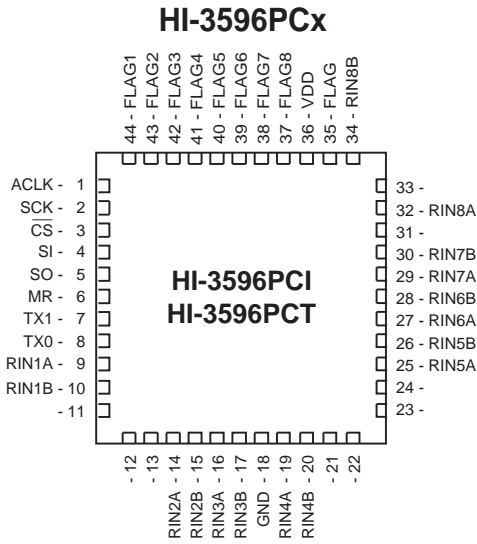 HI-3596PCx
44 - FLAG1
43 - FLAG2
42 - FLAG3
41 - FLAG4
40 - FLAG5
39 - FLAG6
38 - FLAG7
37 - FLAG8
36 - VDD
35 - FLAG
34 - RIN8B
ACLK - 1
SCK - 2
CS - 3
SI - 4
SO - 5
MR - 6
TX1 - 7
TX0 - 8
RIN1A - 9
RIN1B - 10
- 11
HI-3596PCI
HI-3596PCT
33 -
32 - RIN8A
31 -
30 - RIN7B
29 - RIN7A
28 - RIN6B
27 - RIN6A
26 - RIN5B
25 - RIN5A
24 -
23 -
- 12
- 13
RIN2A - 14
RIN2B - 15
RIN3A - 16
RIN3B - 17
GND - 18
RIN4A - 19
RIN4B - 20
- 21
- 22